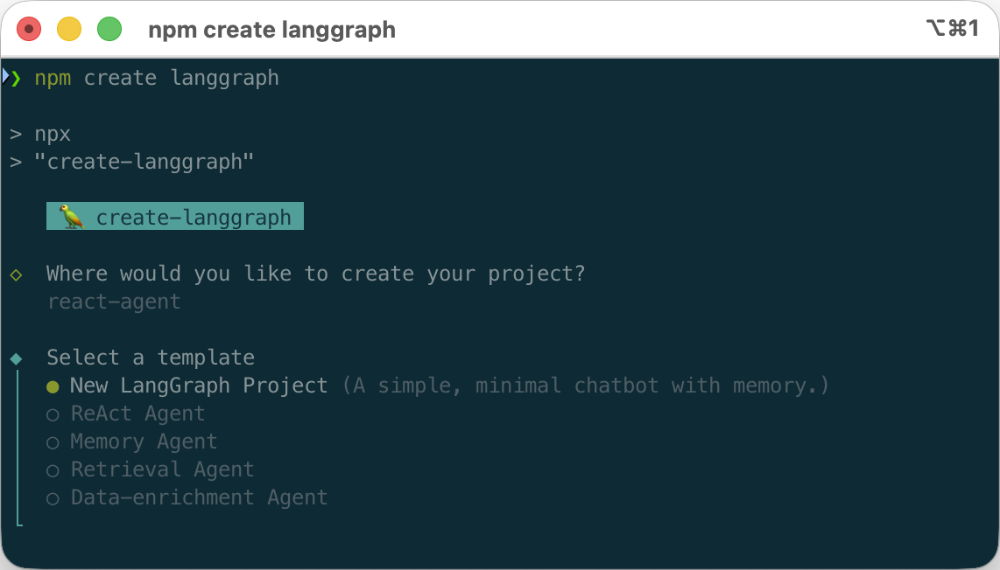 npm create langgraph
⌥⌘1
❯ npm create langgraph
> npx
> "create-langgraph"
create-langgraph
Where would you like to create your project?
react-agent
Select a template
New LangGraph Project (A simple, minimal chatbot with memory.)
ReAct Agent
Memory Agent
Retrieval Agent
Data-enrichment Agent